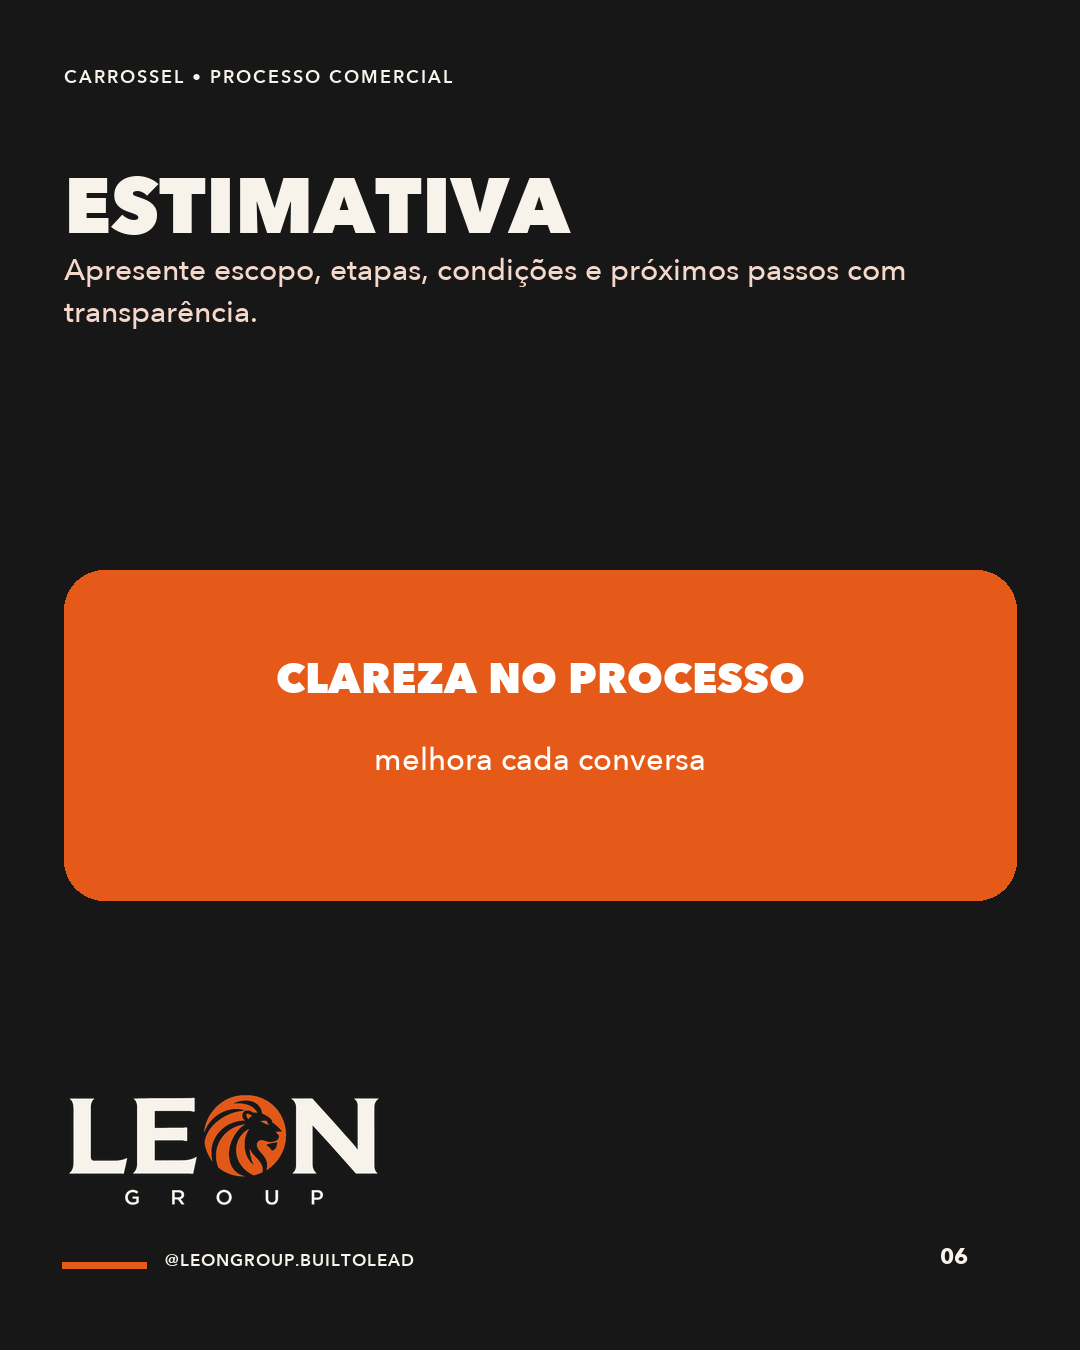 CARROSSEL • PROCESSO COMERCIAL
ESTIMATIVA
Apresente escopo, etapas, condições e próximos passos com
transparência.
CLAREZA NO PROCESSO
melhora cada conversa
LEON
GROUP
@LEONGROUP.BUILTOLEAD
06